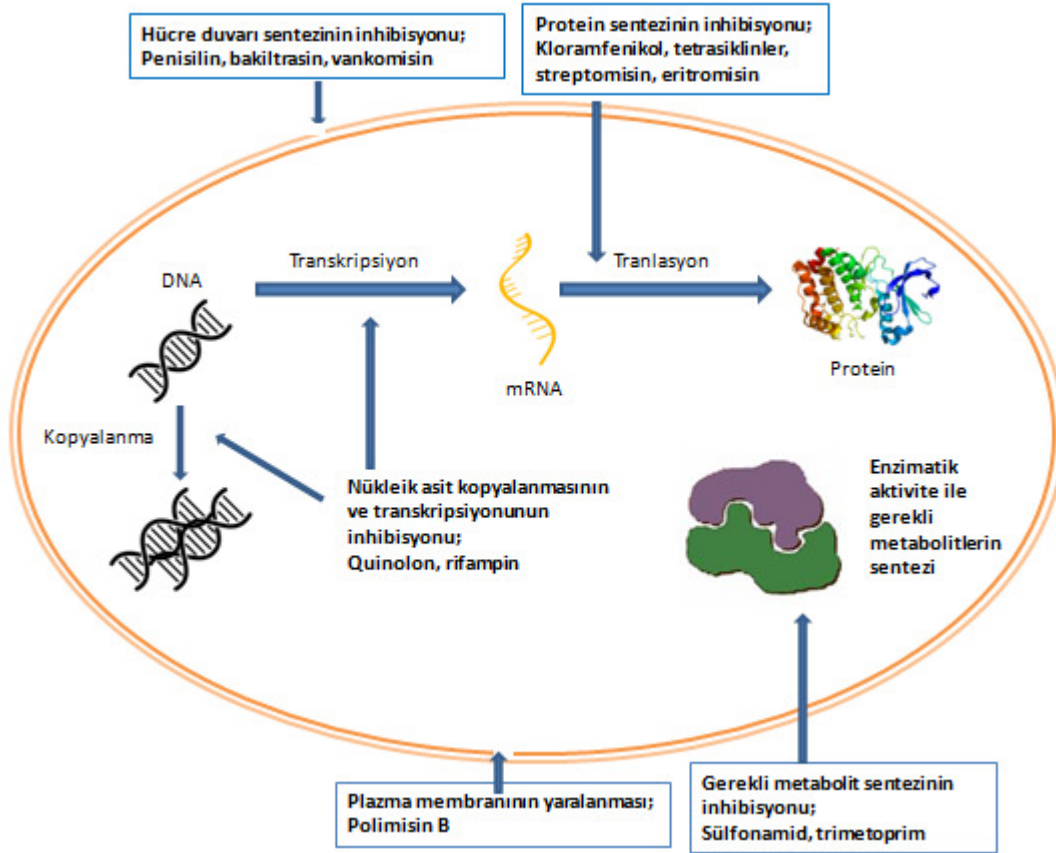 Hücre duvarı sentezinin inhibisyonu;
Penisilin, bakiltrasin, vankomisin
Protein sentezinin inhibisyonu;
Kloramfenikol, tetrasiklinler,
streptomisin, eritromisin
Transkripsiyon
Tranlasyon
DNA
mRNA
Protein
Kopyalanma
Nükleik asit kopyalanmasının
ve transkripsiyonunun
inhibisyonu;
Quinolon, rifampin
Enzimatik
aktivite ile
gerekli
metabolitlerin
sentezi
Plazma membranının yaralanması;
Polimisin B
Gerekli metabolit sentezinin
inhibisyonu;
Sülfonamid, trimetoprim